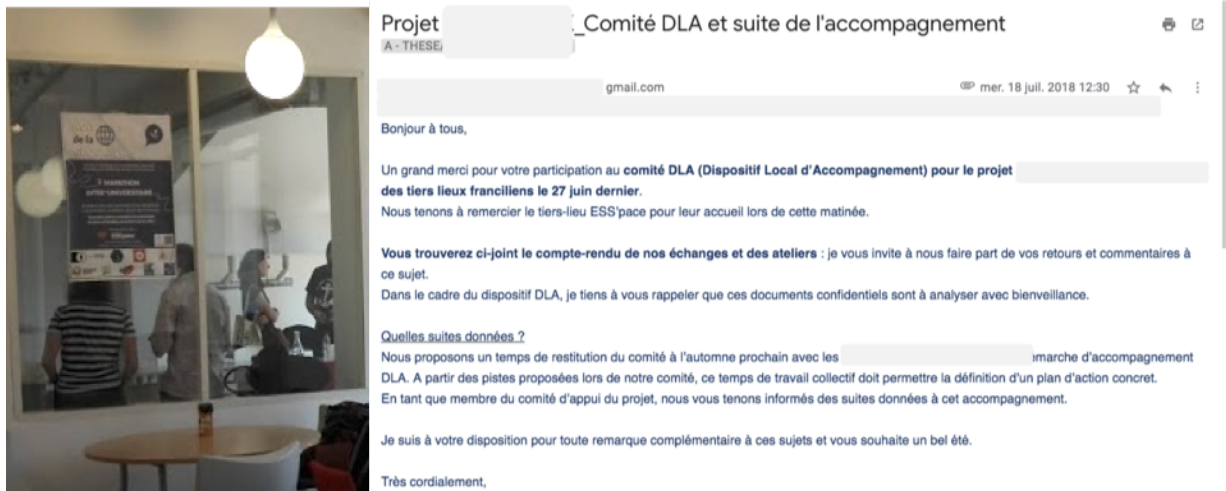 de la
MARATHON
INTER-UNIVERSITAIRE
Projet _Comité DLA et suite de l'accompagnement
A - THESE/
gmail.com
mer. 18 juil. 2018 12:30
Bonjour à tous,
Un grand merci pour votre participation au comité DLA (Dispositif Local d'Accompagnement) pour le projet
des tiers lieux franciliens le 27 juin dernier.
Nous tenons à remercier le tiers-lieu ESS'pace pour leur accueil lors de cette matinée.
Vous trouverez ci-joint le compte-rendu de nos échanges et des ateliers : je vous invite à nous faire part de vos retours et commentaires à
ce sujet.
Dans le cadre du dispositif DLA, je tiens à vous rappeler que ces documents confidentiels sont à analyser avec bienveillance.
Quelles suites données ?
Nous proposons un temps de restitution du comité à l'automne prochain avec les emarche d'accompagnement
DLA. A partir des pistes proposées lors de notre comité, ce temps de travail collectif doit permettre la définition d'un plan d'action concret.
En tant que membre du comité d'appui du projet, nous vous tenons informés des suites données à cet accompagnement.
Je suis à votre disposition pour toute remarque complémentaire à ces sujets et vous souhaite un bel été.
Très cordialement,